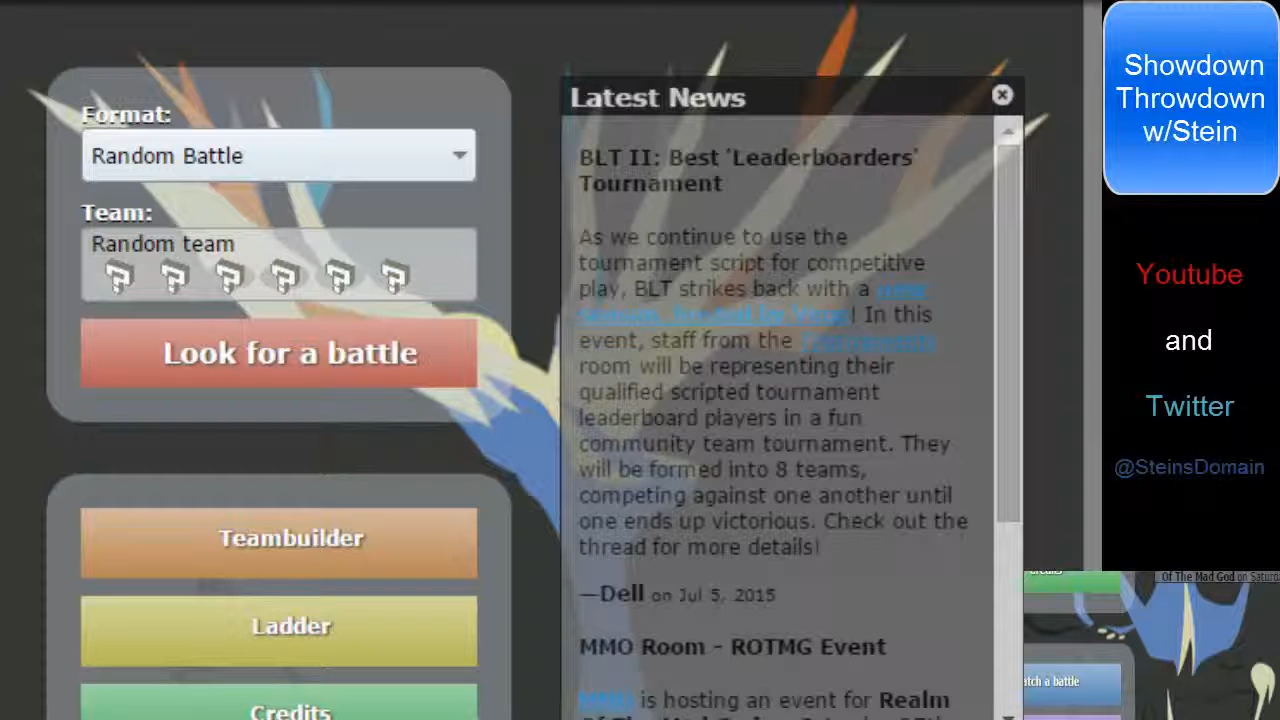 Format:
Random Battle
Team:
Random team
Look for a battle
Teambuilder
Ladder
Credits
Latest News
BLT II: Best 'Leaderboarders'
Tournament
As we continue to use the
tournament script for competitive
play, BLT strikes back with a new
season, hosted by! In this
event, staff from the Tournaments
room will be representing their
qualified scripted tournament
leaderboard players in a fun
community team tournament. They
will be formed into 8 teams,
competing against one another until
one ends up victorious. Check out the
thread for more details!
—Dell on Jul 5, 2015
MMO Room - ROTMG Event
is hosting an event for Realm
Showdown
Throwdown
w/Stein
Youtube
and
Twitter
@SteinsDomain
Of The Mad God on Saturd
atch a battle